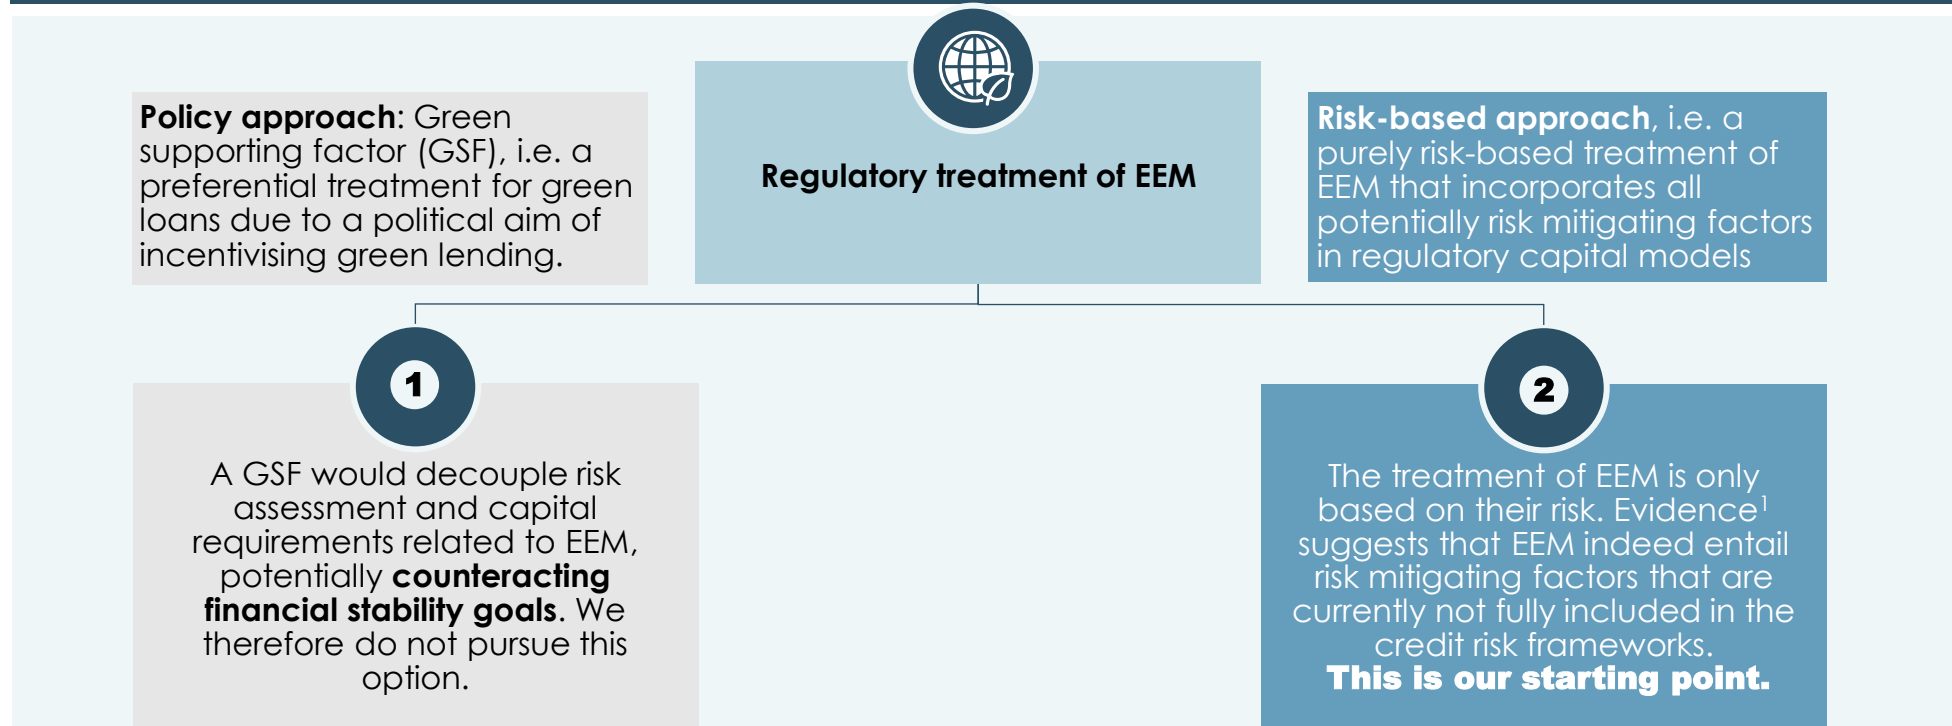 Policy approach: Green
supporting factor (GSF), i.e. a
preferential treatment for green
loans due to a political aim of
incentivising green lending.
Regulatory treatment of EEM
Risk-based approach, i.e. a
purely risk-based treatment of
EEM that incorporates all
potentially risk mitigating factors
in regulatory capital models
1
A GSF would decouple risk
assessment and capital
requirements related to EEM,
potentially counteracting
financial stability goals. We
therefore do not pursue this
option.
2
The treatment of EEM is only
based on their risk. Evidence¹
suggests that EEM indeed entail
risk mitigating factors that are
currently not fully included in the
credit risk frameworks.
This is our starting point.